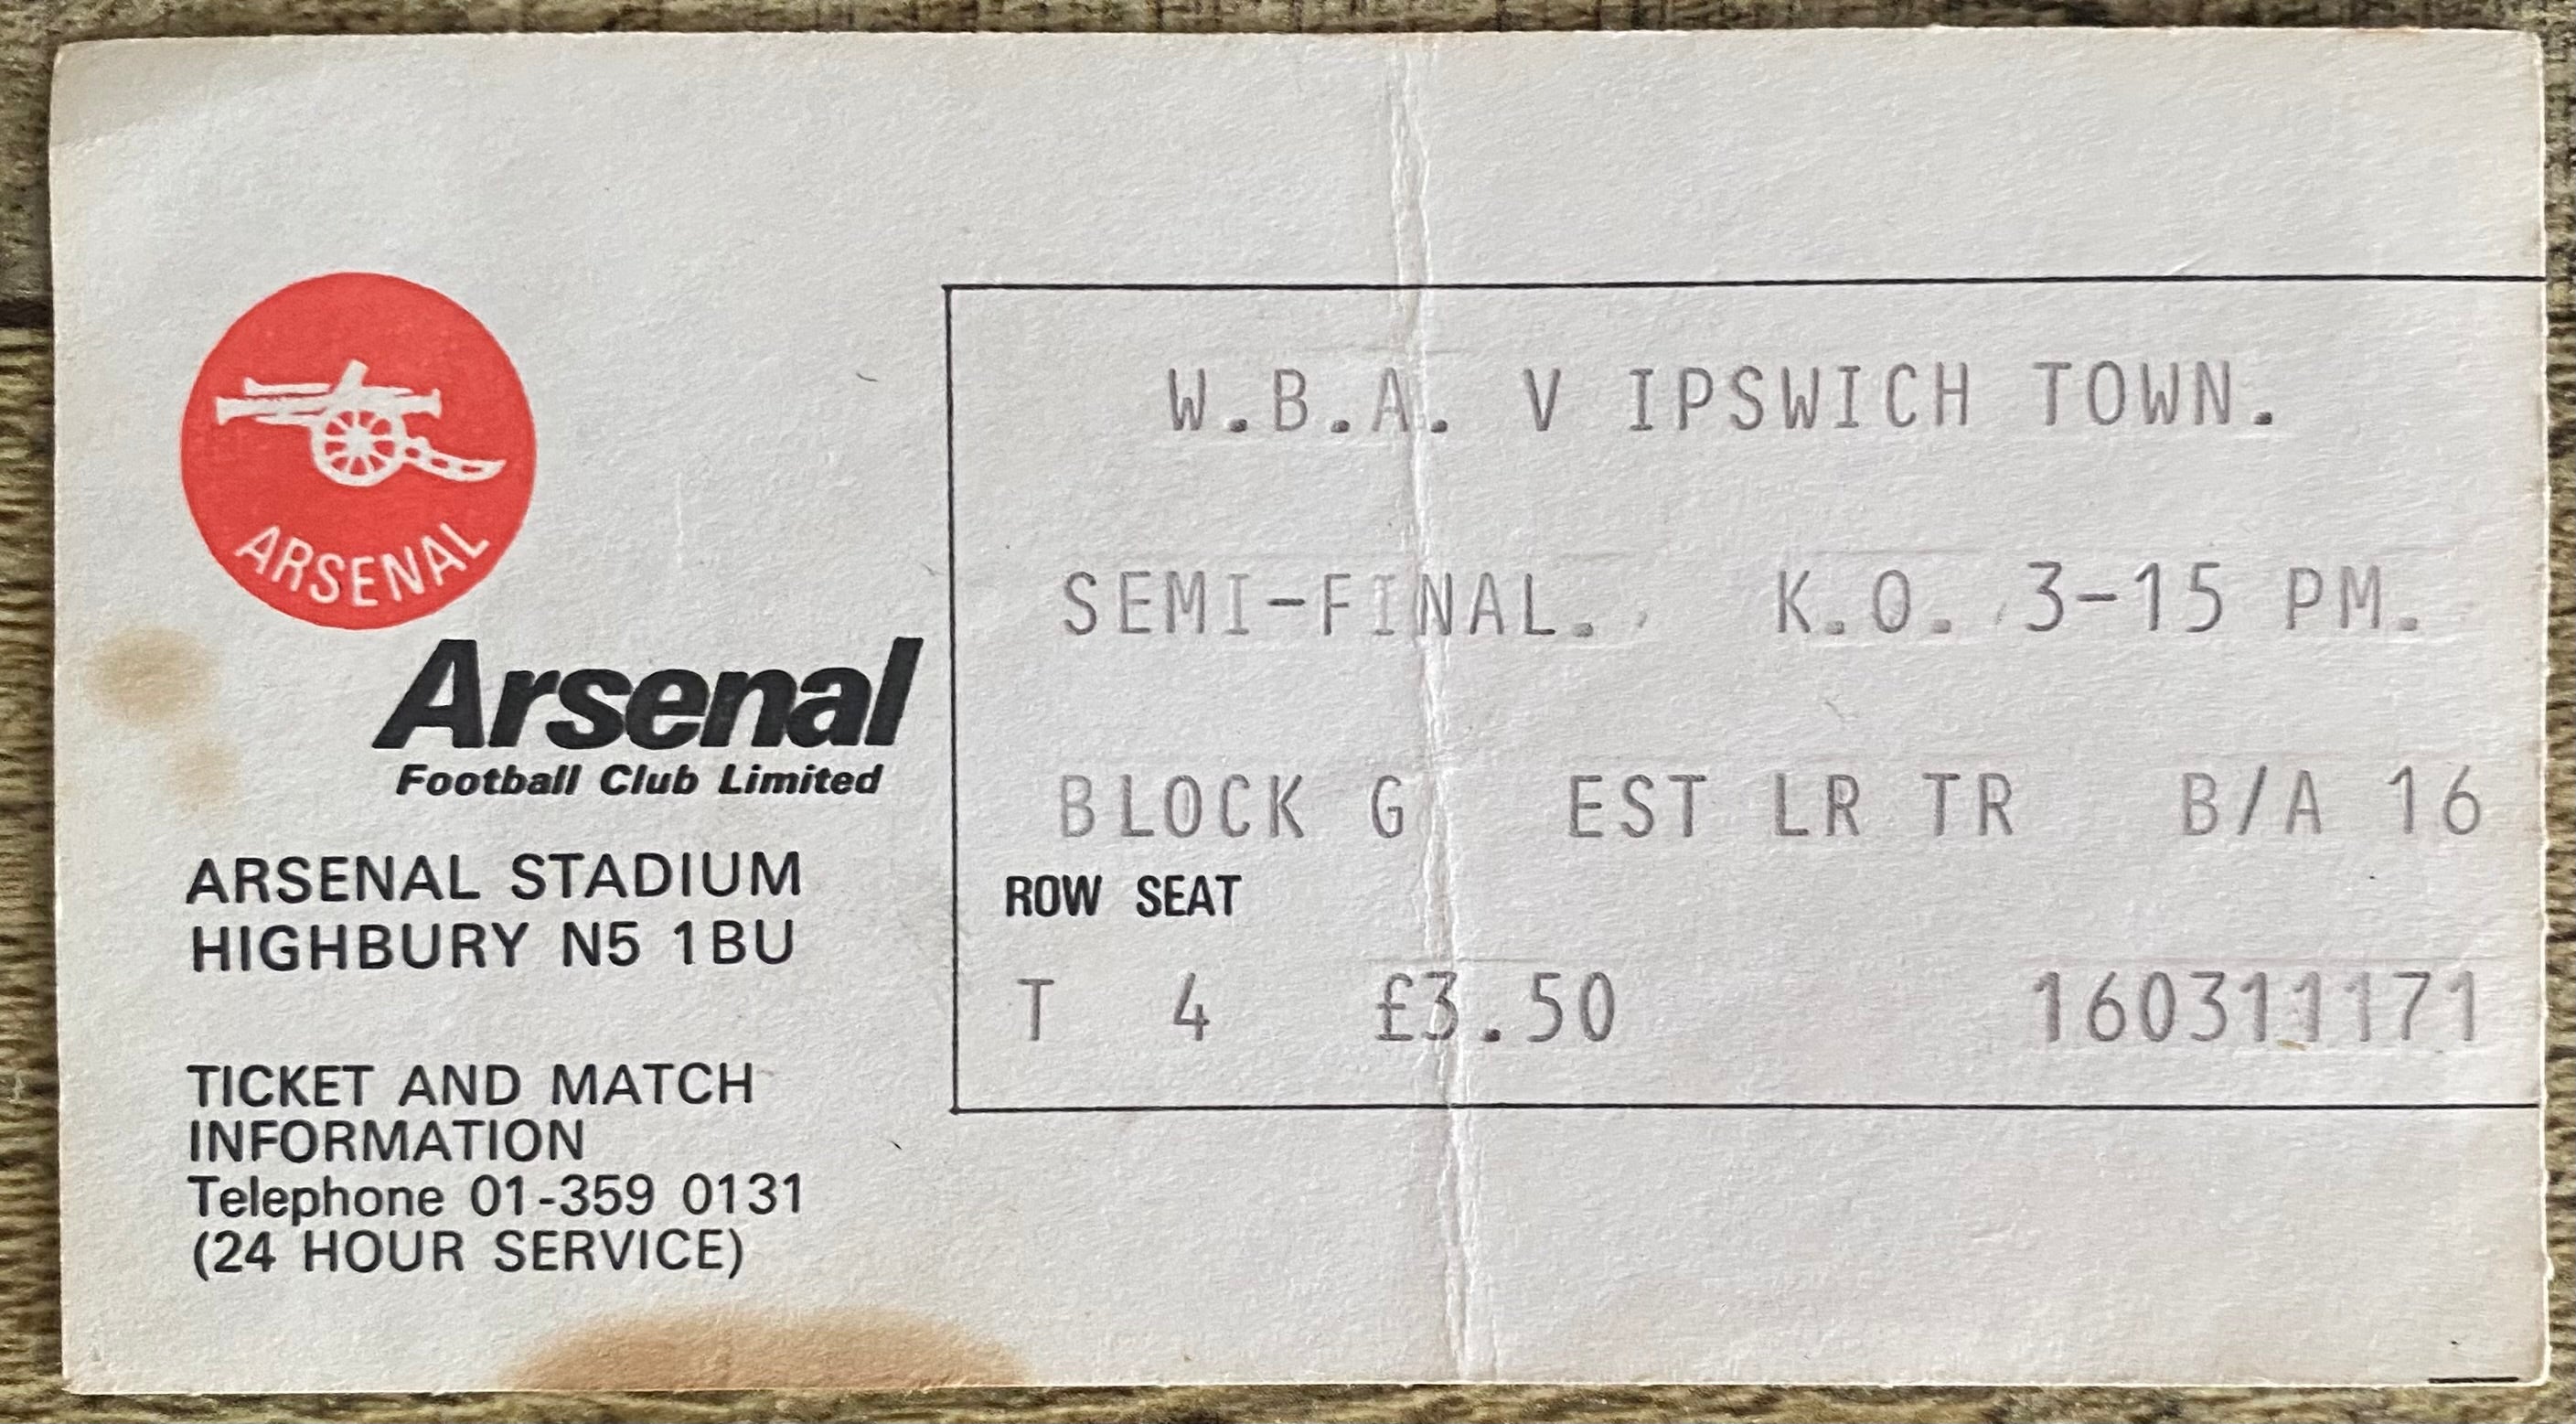 ARSENAL
Arsenal
Football Club Limited
ARSENAL STADIUM
HIGHBURY N5 1BU
TICKET AND MATCH
INFORMATION
Telephone 01-359 0131
(24 HOUR SERVICE)
W.B.A. V IPSWICH TOWN.
SEMI-FINAL. K.O. 3-15 PM.
BLOCK G EST LR TR B/A 16
ROW SEAT
T 4 £3.50 160311171